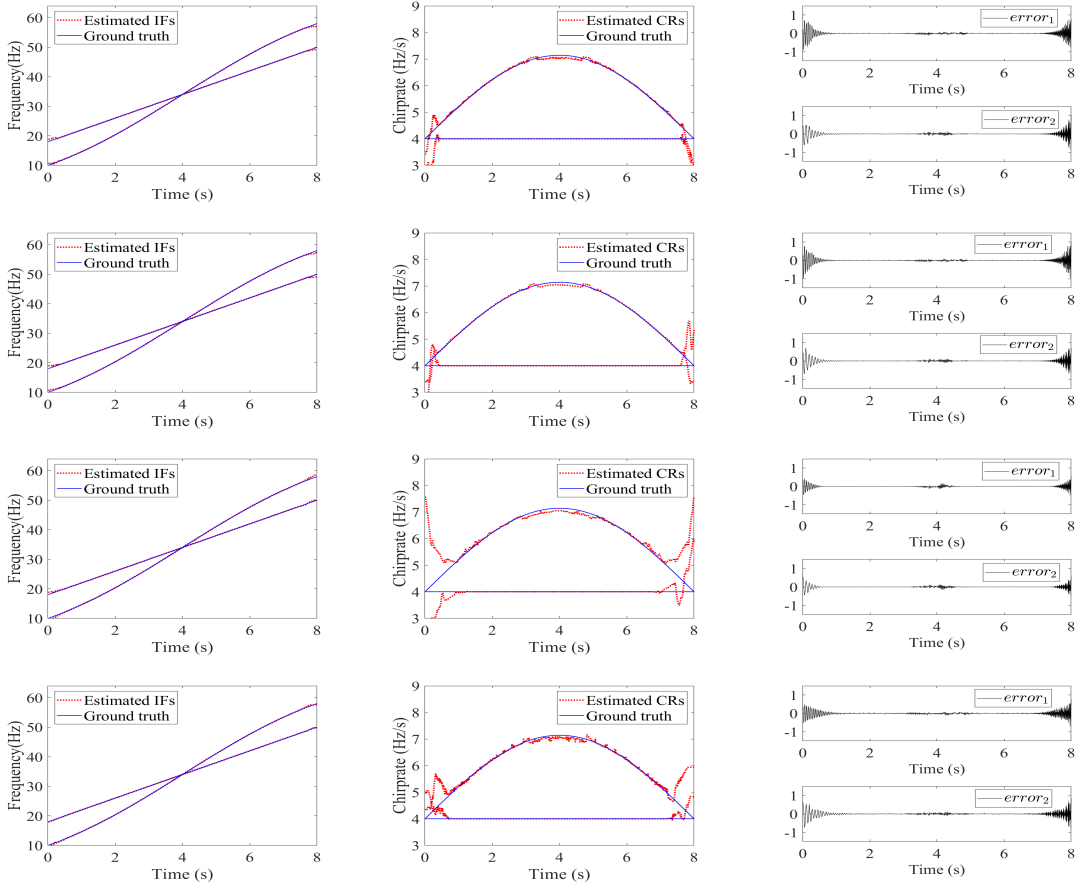 Estimated IFs
Ground truth
Frequency(Hz)
60
50
40
30
20
10
0 2 4 6 8
Time (s)
Estimated CRs
Ground truth
Chirprate (Hz/s)
9
8
7
6
5
4
3
0 2 4 6 8
Time (s)
error₁
1
0
-1
0 2 4 6 8
Time (s)
error₂
1
0
-1
0 2 4 6 8
Time (s)
Estimated IFs
Ground truth
Frequency(Hz)
60
50
40
30
20
10
0 2 4 6 8
Time (s)
Estimated CRs
Ground truth
Chirprate (Hz/s)
9
8
7
6
5
4
3
0 2 4 6 8
Time (s)
error₁
1
0
-1
0 2 4 6 8
Time (s)
error₂
1
0
-1
0 2 4 6 8
Time (s)
Estimated IFs
Ground truth
Frequency(Hz)
60
50
40
30
20
10
0 2 4 6 8
Time (s)
Estimated CRs
Ground truth
Chirprate (Hz/s)
9
8
7
6
5
4
3
0 2 4 6 8
Time (s)
error₁
1
0
-1
0 2 4 6 8
Time (s)
error₂
1
0
-1
0 2 4 6 8
Time (s)
Estimated IFs
Ground truth
Frequency(Hz)
60
50
40
30
20
10
0 2 4 6 8
Time (s)
Estimated CRs
Ground truth
Chirprate (Hz/s)
9
8
7
6
5
4
3
0 2 4 6 8
Time (s)
error₁
1
0
-1
0 2 4 6 8
Time (s)
error₂
1
0
-1
0 2 4 6 8
Time (s)